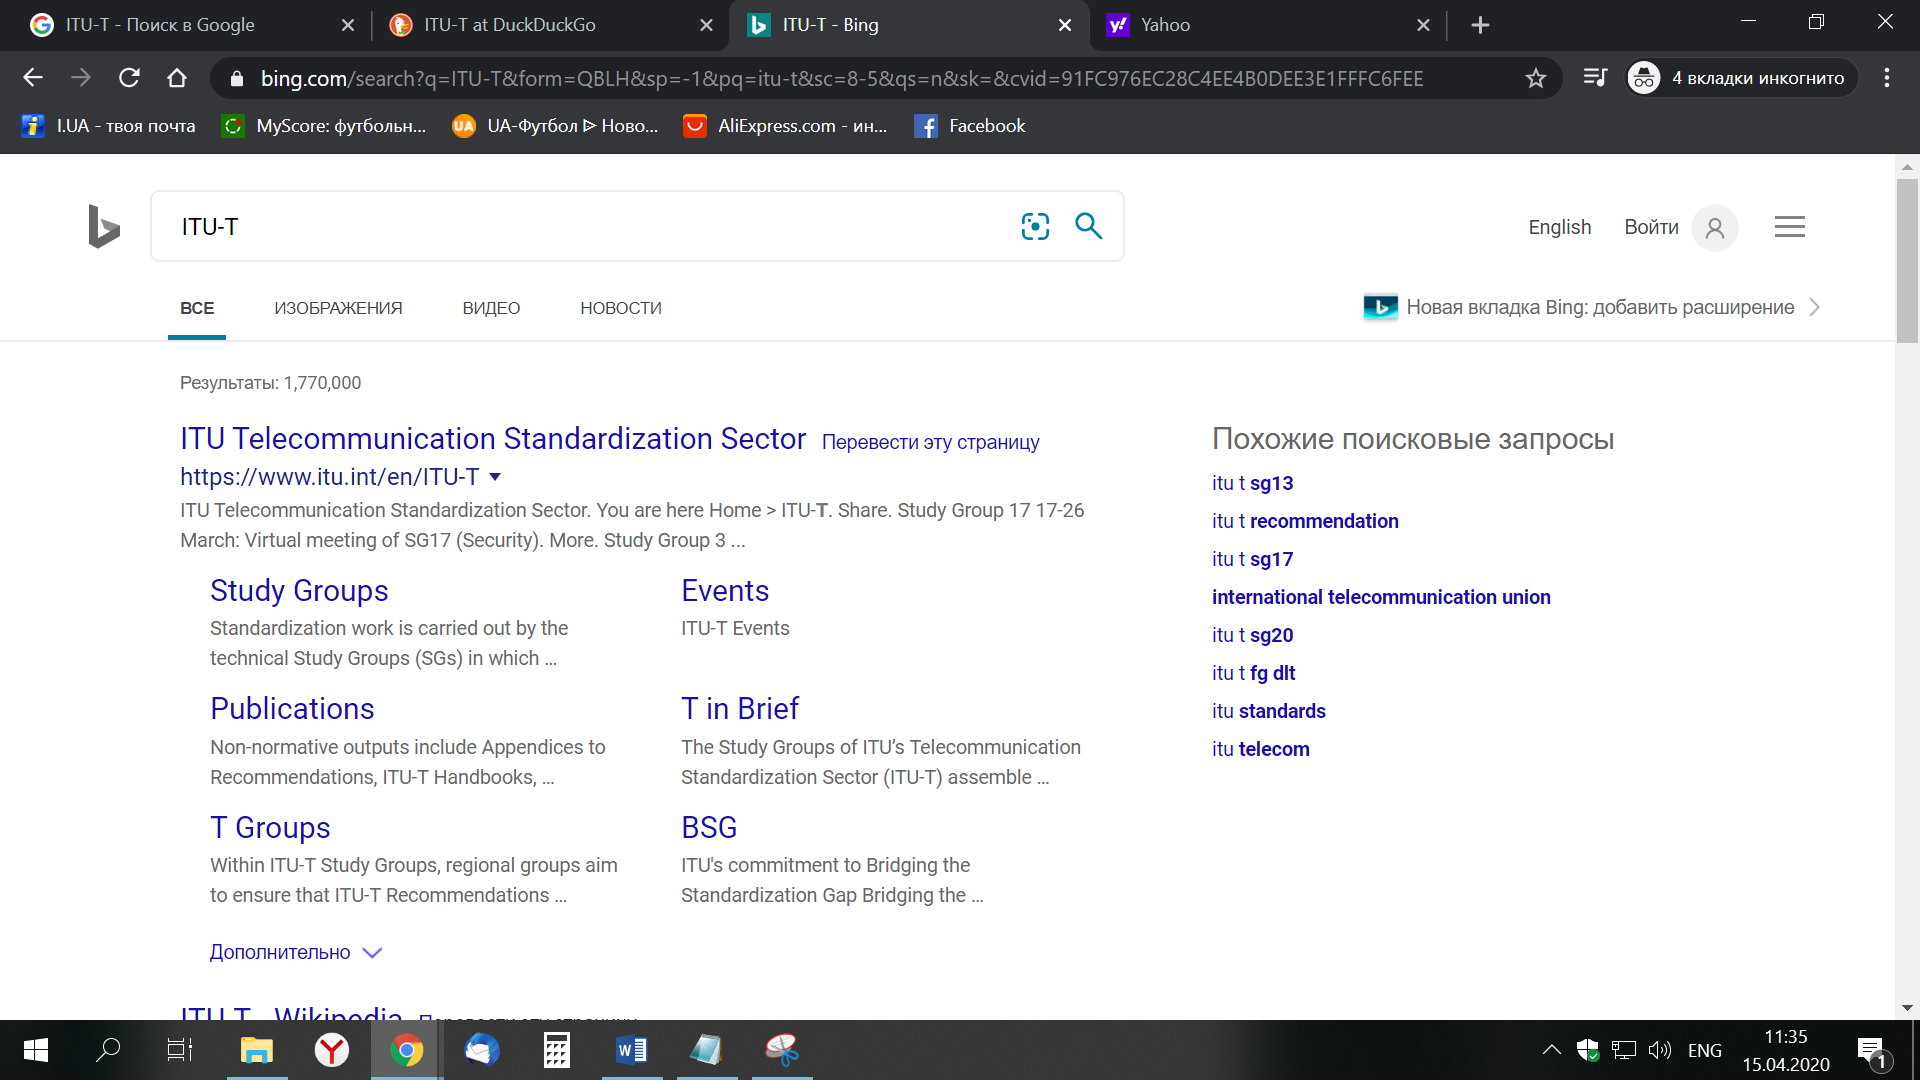 ITU-T - Поиск в Google
ITU-T at DuckDuckGo
ITU-T - Bing
Yahoo
bing.com/search?q=ITU-T&form=QBLH&sp=-1&pq=itu-t&sc=8-5&qs=n&sk=&cvid=91FC976EC28C4EE4B0DEE3E1FFFC6FEE
4 вкладки инкогнито
I.UA - твоя почта
MyScore: футбольн...
UA-Футбол ᐉ Ново...
AliExpress.com - ин...
Facebook
ITU-T
English
Войти
ВСЕ
ИЗОБРАЖЕНИЯ
ВИДЕО
НОВОСТИ
Новая вкладка Bing: добавить расширение
Результаты: 1,770,000
ITU Telecommunication Standardization Sector Перевести эту страницу
https://www.itu.int/en/ITU-T
ITU Telecommunication Standardization Sector. You are here Home > ITU-T. Share. Study Group 17 17-26
March: Virtual meeting of SG17 (Security). More. Study Group 3 ...
Study Groups
Standardization work is carried out by the
technical Study Groups (SGs) in which ...
Events
ITU-T Events
Publications
Non-normative outputs include Appendices to
Recommendations, ITU-T Handbooks, ...
T in Brief
The Study Groups of ITU’s Telecommunication
Standardization Sector (ITU-T) assemble ...
T Groups
Within ITU-T Study Groups, regional groups aim
to ensure that ITU-T Recommendations ...
BSG
ITU's commitment to Bridging the
Standardization Gap Bridging the ...
Дополнительно
ITU-T - Wikipedia Перевести эту страницу
Похожие поисковые запросы
itu t sg13
itu t recommendation
itu t sg17
international telecommunication union
itu t sg20
itu t fg dlt
itu standards
itu telecom
ENG
11:35
15.04.2020
1